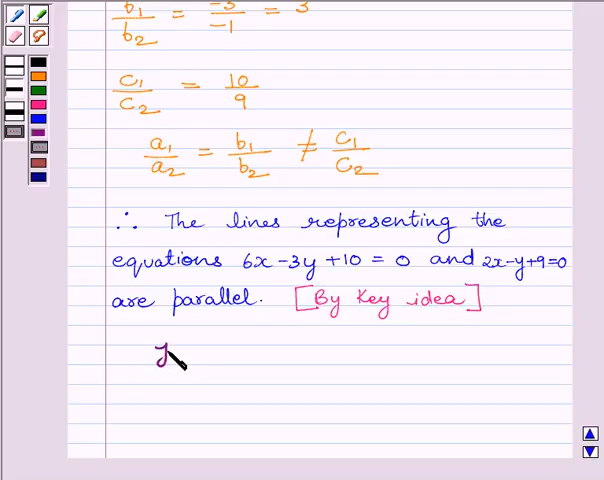 b₁/b₂ = -3/-1 = 3
c₁/c₂ = 10/9
a₁/a₂ = b₁/b₂ ≠ c₁/c₂
∴ The lines representing the
equations 6x-3y+10=0 and 2x-y+9=0
are parallel. [By Key idea]